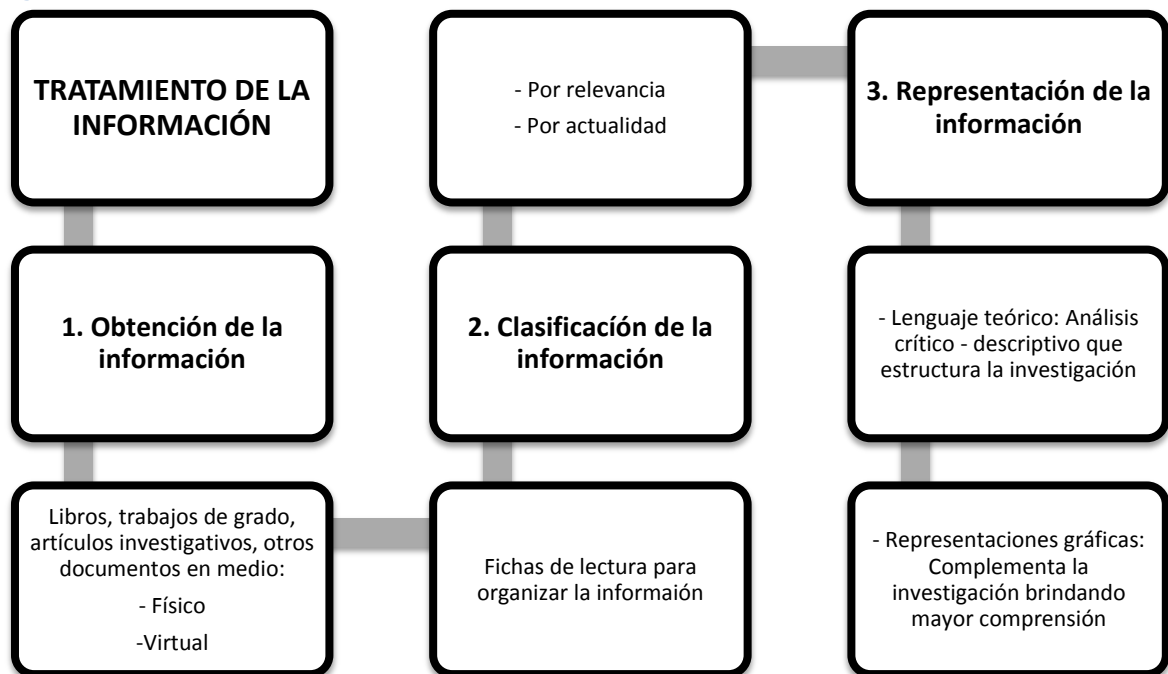 TRATAMIENTO DE LA
INFORMACIÓN
1. Obtención de la
información
Libros, trabajos de grado,
artículos investigativos, otros
documentos en medio:
- Físico
-Virtual
Fichas de lectura para
organizar la informaión
2. Clasificacíón de la
información
- Por relevancia
- Por actualidad
3. Representación de la
información
- Lenguaje teórico: Análisis
crítico - descriptivo que
estructura la investigación
- Representaciones gráficas:
Complementa la
investigación brindando
mayor comprensión